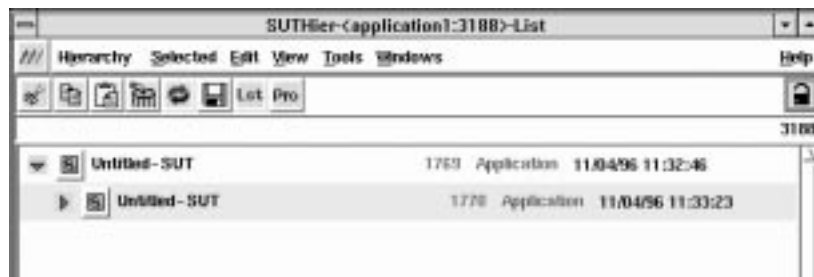 SUTHier-<application1:3188>-List
Hierarchy Selected Edit View Tools Windows Help
Lst Pro
3188
Untitled-SUT 1769 Application 11/04/96 11:32:46
Untitled-SUT 1770 Application 11/04/96 11:33:23